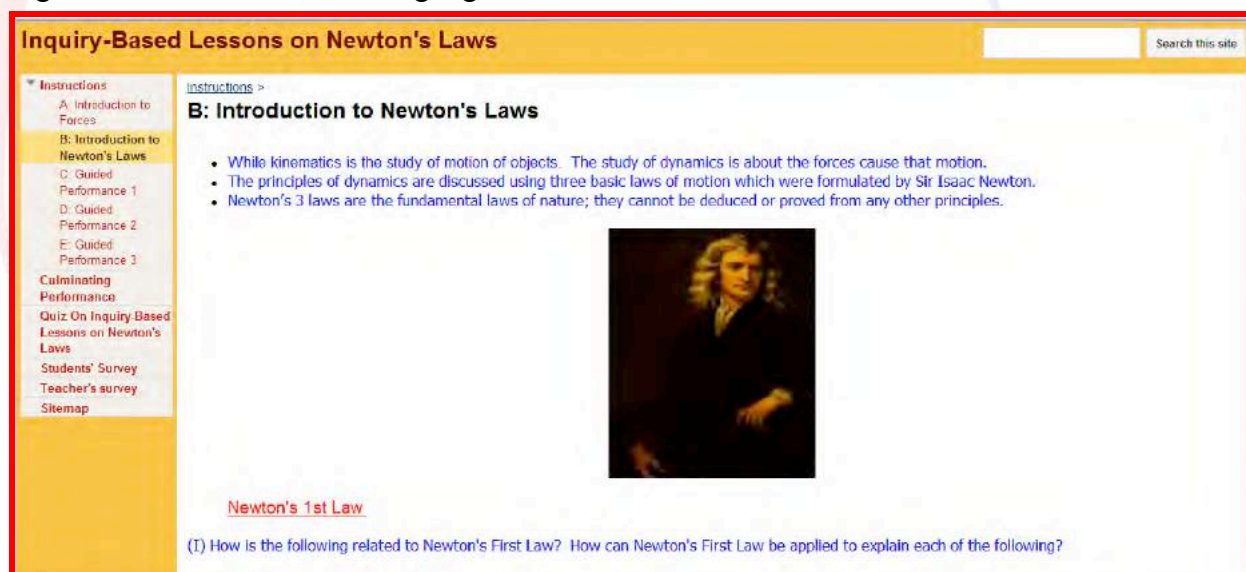 Inquiry-Based Lessons on Newton's Laws
Search this site
Instructions
A: Introduction to
Forces
B: Introduction to
Newton's Laws
C: Guided
Performance 1
D: Guided
Performance 2
E: Guided
Performance 3
Culminating
Performance
Quiz On Inquiry Based
Lessons on Newton's
Laws
Students' Survey
Teacher's survey
Sitemap
Instructions >
B: Introduction to Newton's Laws
• While kinematics is the study of motion of objects. The study of dynamics is about the forces cause that motion.
• The principles of dynamics are discussed using three basic laws of motion which were formulated by Sir Isaac Newton.
• Newton's 3 laws are the fundamental laws of nature; they cannot be deduced or proved from any other principles.
Newton's 1st Law
(I) How is the following related to Newton's First Law? How can Newton's First Law be applied to explain each of the following?